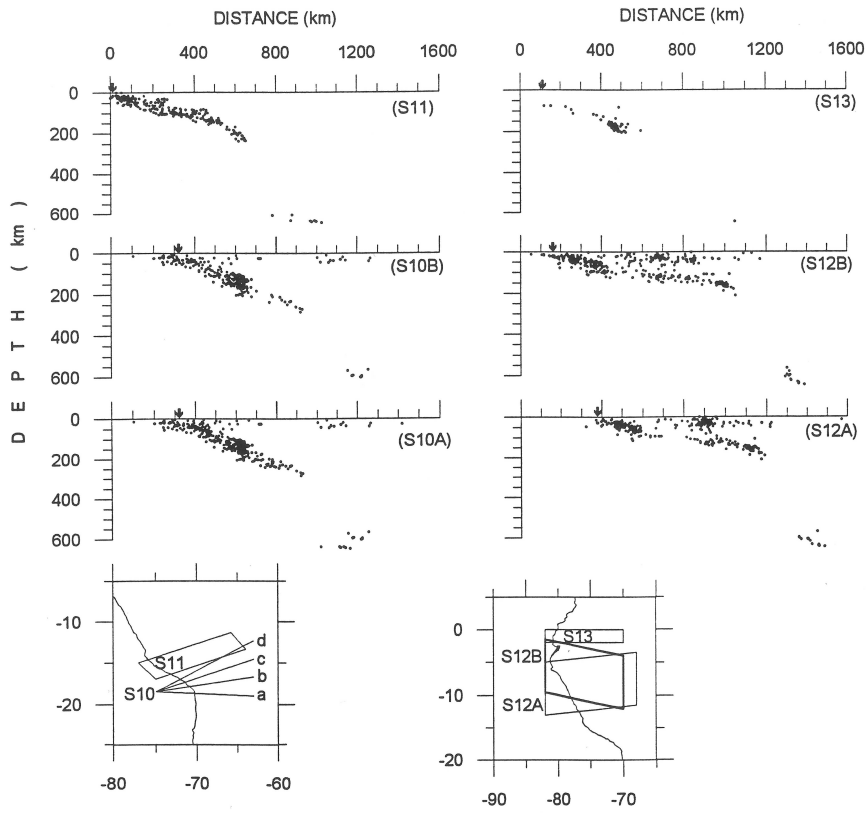 DISTANCE (km)
0 400 800 1200 1600
0
200
400
600
(S11)
0
200
400
600
(S10B)
0
200
400
600
(S10A)
DEPTH (km)
DISTANCE (km)
0 400 800 1200 1600
(S13)
(S12B)
(S12A)
-10
-20
-80 -70 -60
S11
S10
d
c
b
a
0
-10
-20
-90 -80 -70
S13
S12B
S12A